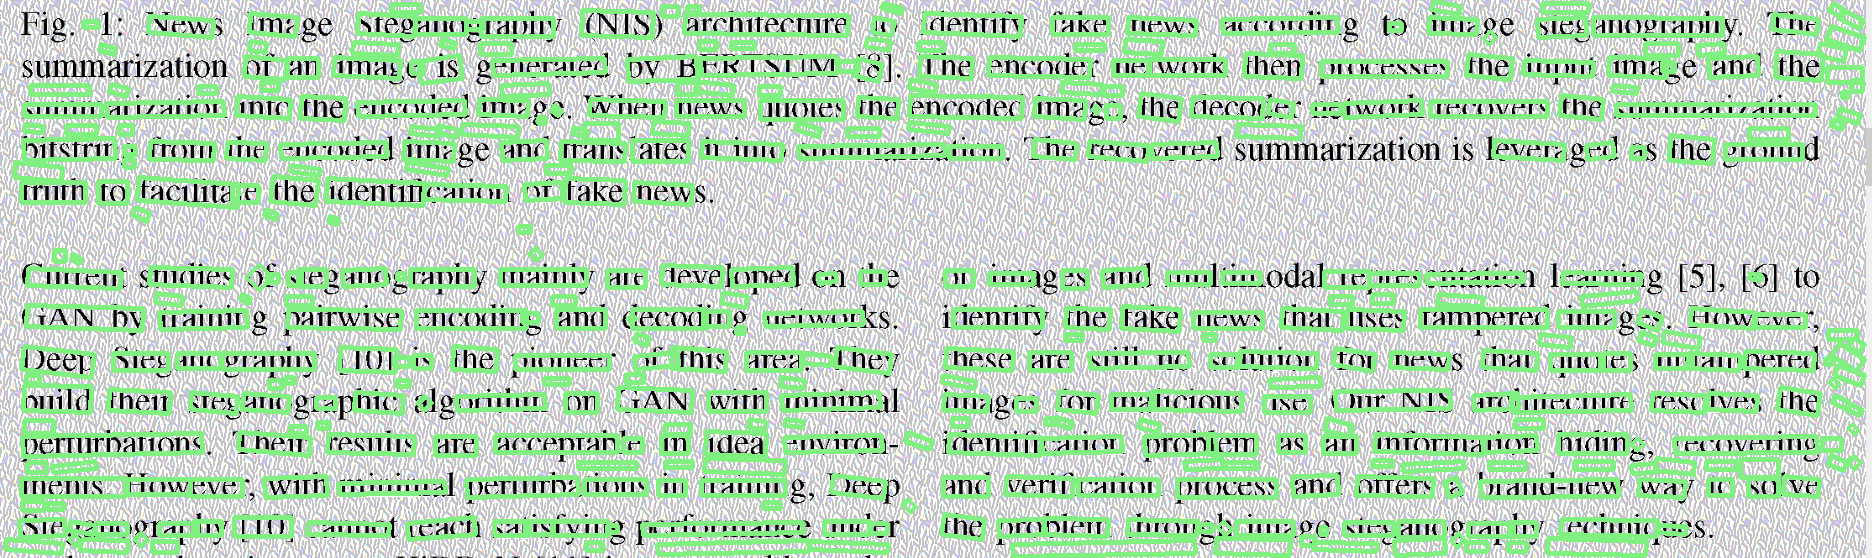 Fig. 1: News image steganography (NIS) architecture to identify fake news according to image steganography. The
summarization of an image is generated by BERTSUM [8]. The encoder network then processes the input image and the
summarization into the encoded image. When news quotes the encoded image, the decoder network recovers the summarization
bitstring from the encoded image and translates it into summarization. The recovered summarization is leveraged as the ground
truth to facilitate the identification of fake news.
Current studies of steganography mainly are developed on the
GAN by training pairwise encoding and decoding networks.
Deep Steganography [10] is the pioneer of this area. They
build their steganographic algorithm on GAN with minimal
perturbations. Their results are acceptable in idea environ-
ments. However, with minimal perturbations in training, Deep
Steganography [10] cannot reach satisfying performance under
on images and multimodal representation learning [5], [6] to
identify the fake news that uses tampered images. However,
these are still no solution for news that quotes untampered
images for malicious use. Our NIS architecture resolves the
identification problem as an information hiding, recovering
and verification process and offers a brand-new way to solve
the problem through image steganography techniques.